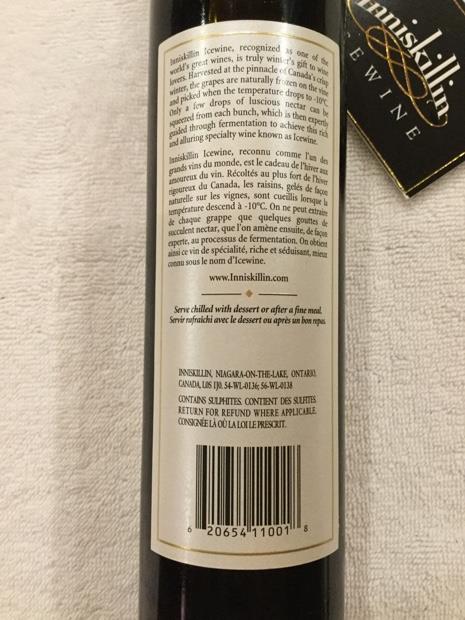 Inniskillin Icewine, recognized as one of the
world's great wines, is truly winter's gift to wine
lovers. Harvested at the pinnacle of Canada's crisp
winter, the grapes are naturally frozen on the vine
and picked when the temperature drops to -10°C.
Only a few drops of luscious nectar can be
squeezed from each bunch, which is then expertly
guided through fermentation to achieve this rich
and alluring specialty wine known as Icewine.
Inniskillin Icewine, reconnu comme l'un des
grands vins du monde, est le cadeau de l'hiver aux
amoureux du vin. Récoltés au plus fort de l'hiver
rigoureux du Canada, les raisins, gelés de façon
naturelle sur les vignes, sont cueillis lorsque la
température descend à -10°C. On ne peut extraire
de chaque grappe que quelques gouttes de
succulent nectar, que l'on amène ensuite, de façon
experte, au processus de fermentation. On obtient
ainsi ce vin de spécialité, riche et séduisant, mieux
connu sous le nom d'Icewine.
www.Inniskillin.com
Serve chilled with dessert or after a fine meal.
Servir rafraîchi avec le dessert ou après un bon repas.
INNISKILLIN, NIAGARA-ON-THE-LAKE, ONTARIO,
CANADA, L0S 1J0. 54-WL-0136; 56-WL-0138
CONTAINS SULPHITES. CONTIENT DES SULFITES.
RETURN FOR REFUND WHERE APPLICABLE.
CONSIGNÉE LÀ OÙ LA LOI LE PRESCRIT.
6 20654 11001 8
Inniskillin
ICEWINE